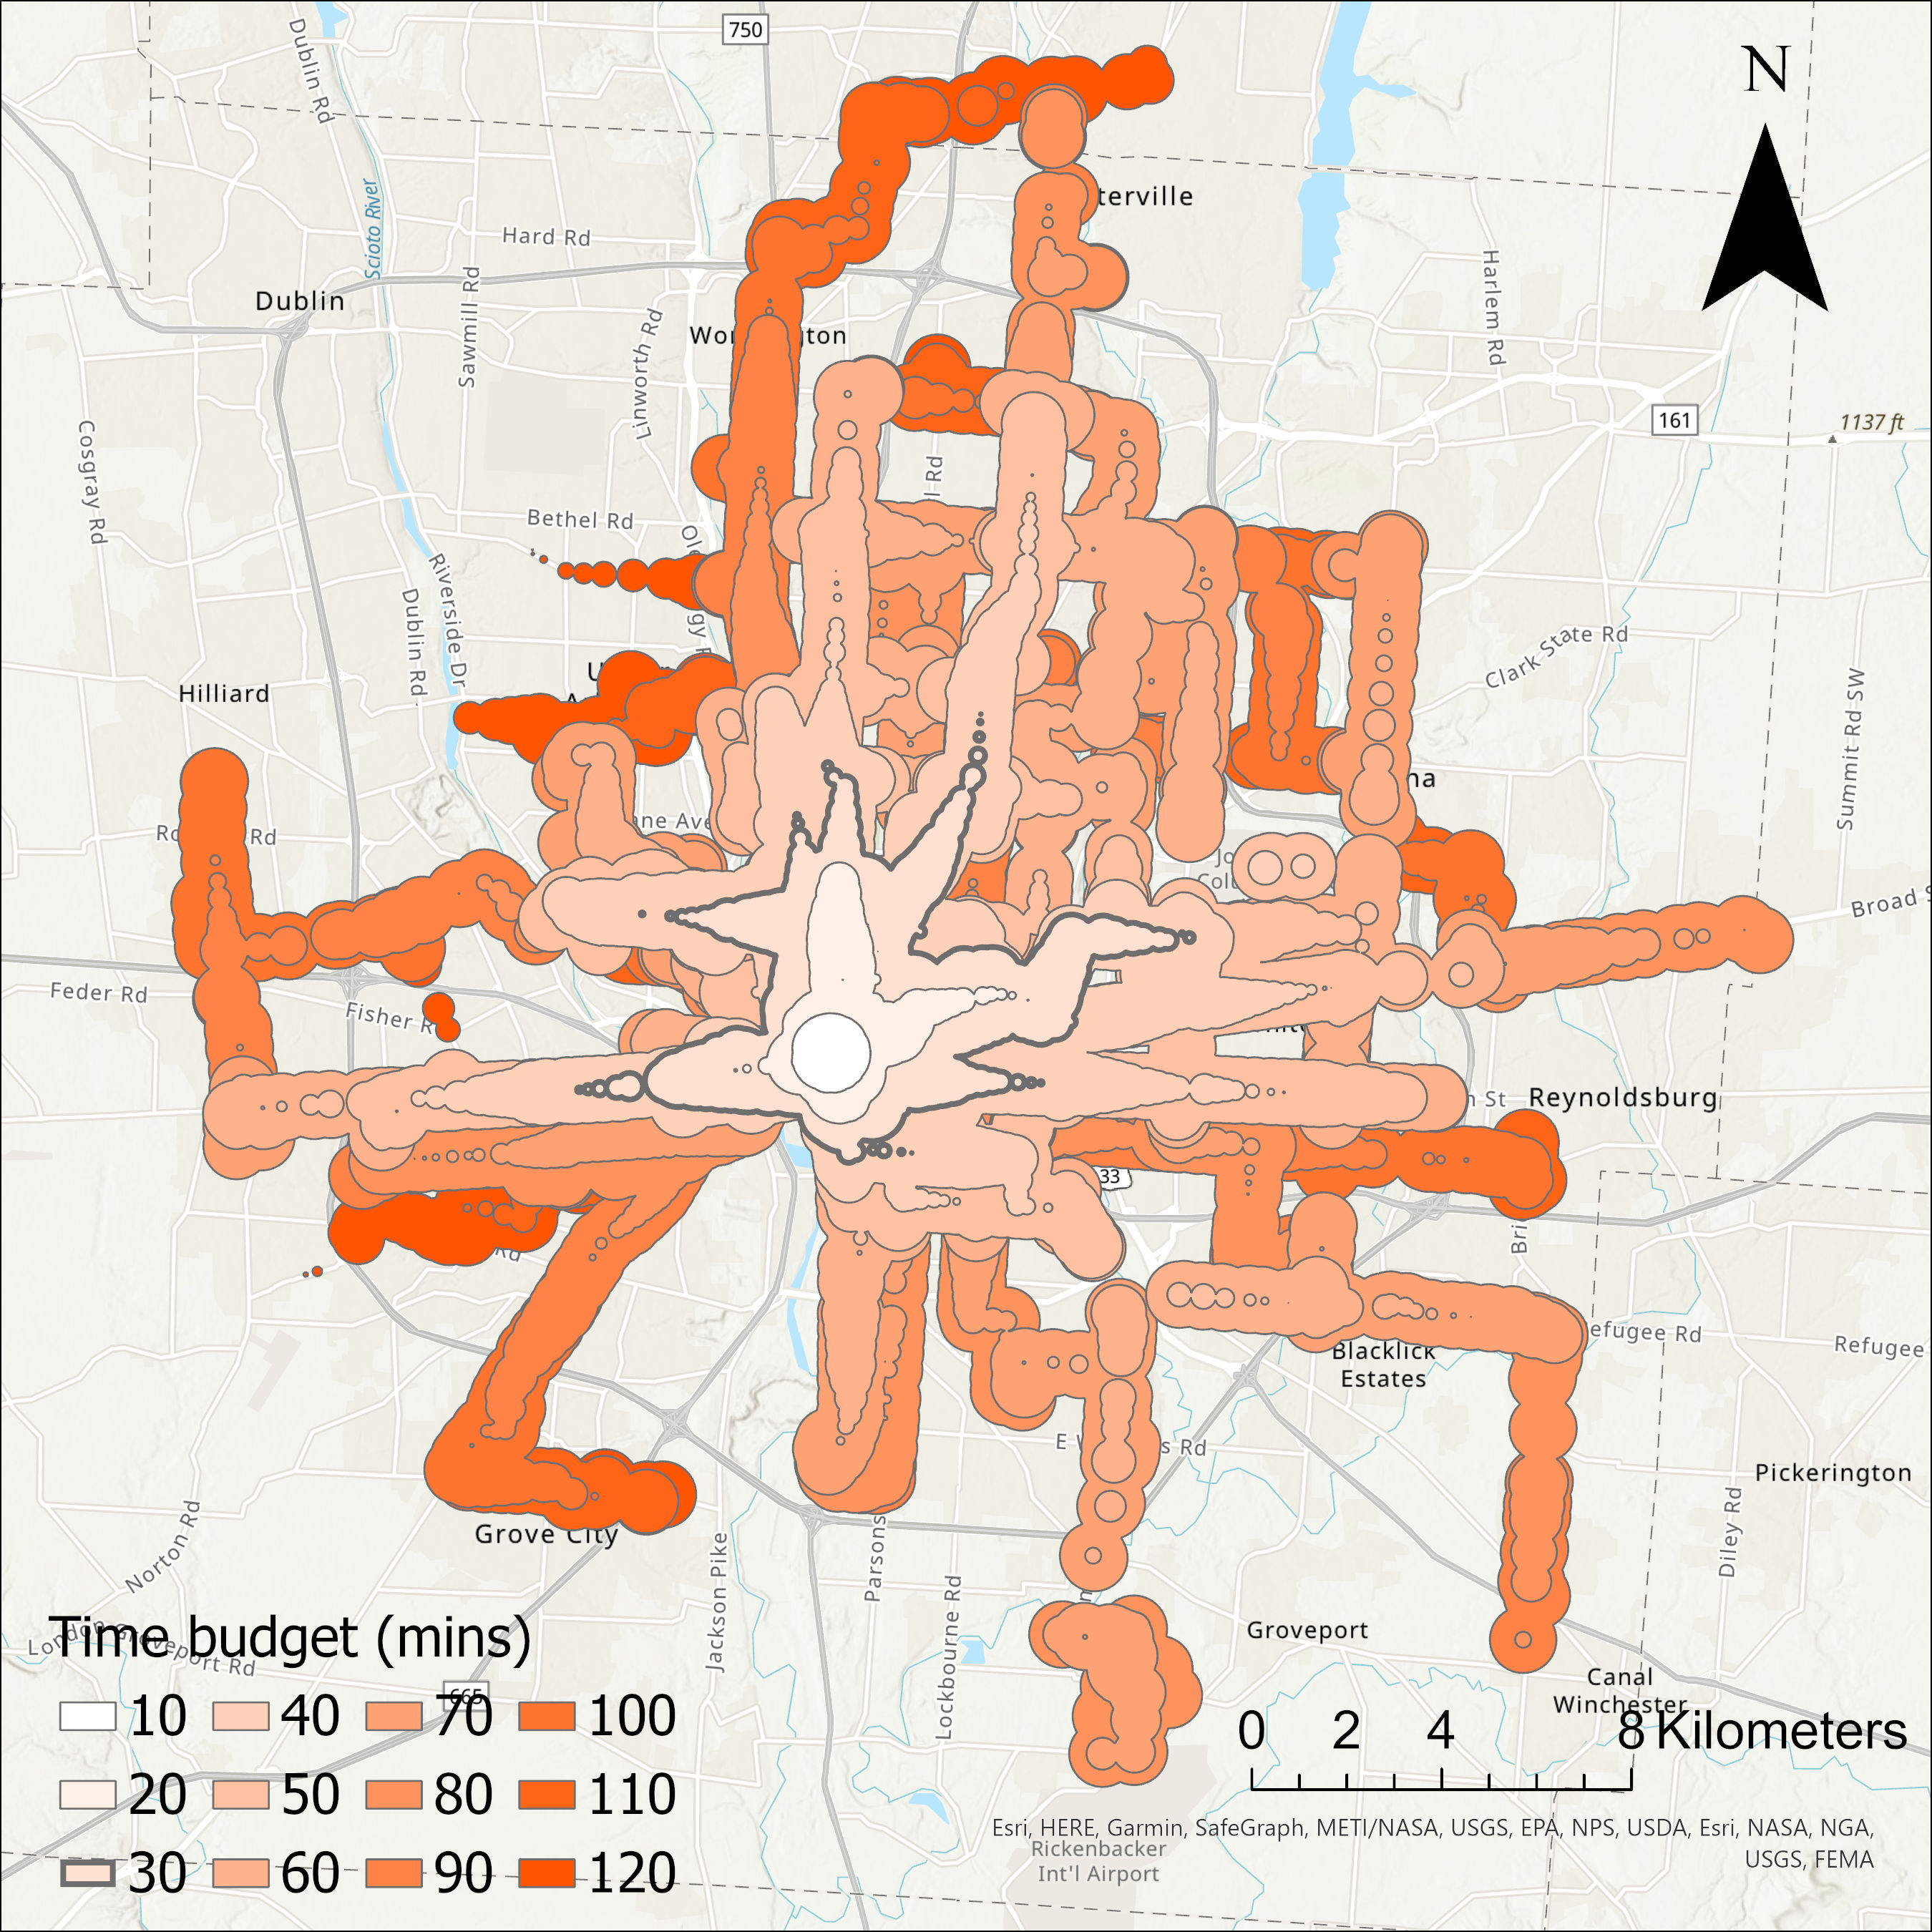 750
N
Dublin Rd
Scioto River
terville
Hard Rd
Harlem Rd
Dublin
Sawmill Rd
Linworth Rd
Wor
ton
161
1137 ft
Cosgray Rd
l Rd
Bethel Rd
Riverside Dr
Dublin Rd
Clark State Rd
Hilliard
Summit Rd SW
na
Rd
Broad
Feder Rd
Fisher R
Reynoldsburg
n St
33
Rd
Bri
efugee Rd
Refugee
Blacklick
Estates
E W
s Rd
Pickerington
Grove City
Norton Rd
Jackson Pike
Parsons
Lockbourne Rd
Diley Rd
Groveport
Canal
Winchester
London Groveport Rd
Time budget (mins)
665
10 40 70 100
20 50 80 110
30 60 90 120
0 2 4 8 Kilometers
Esri, HERE, Garmin, SafeGraph, METI/NASA, USGS, EPA, NPS, USDA, Esri, NASA, NGA,
USGS, FEMA
Rickenbacker
Int'l Airport